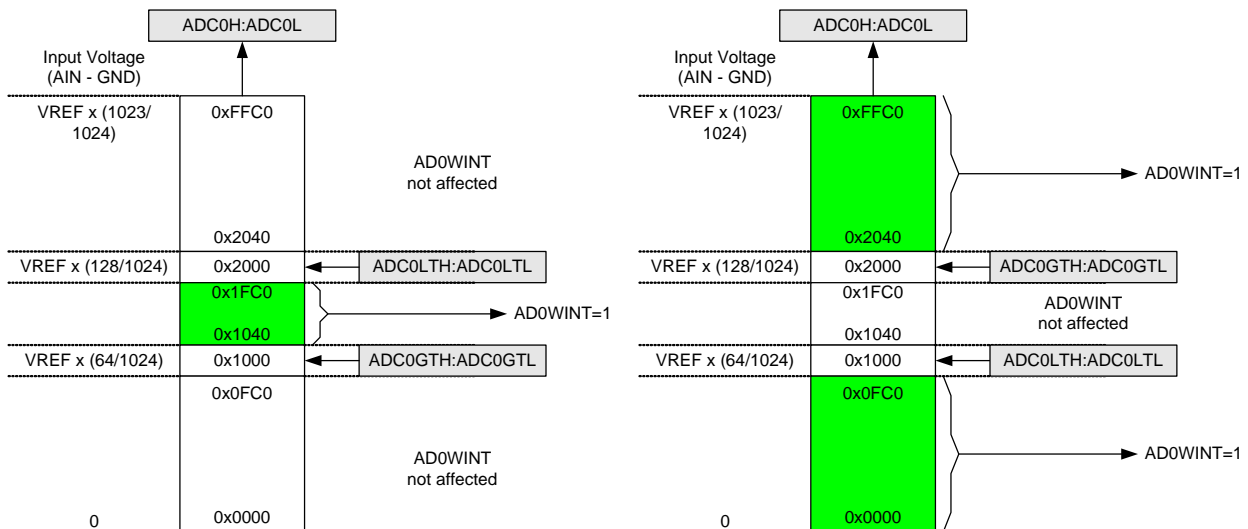 ADC0H:ADC0L
Input Voltage
(AIN - GND)
VREF x (1023/
1024)
0xFFC0
AD0WINT
not affected
0x2040
VREF x (128/1024)
0x2000
ADC0LTH:ADC0LTL
0x1FC0
AD0WINT=1
0x1040
VREF x (64/1024)
0x1000
ADC0GTH:ADC0GTL
0x0FC0
AD0WINT
not affected
0
0x0000
ADC0H:ADC0L
Input Voltage
(AIN - GND)
VREF x (1023/
1024)
0xFFC0
AD0WINT=1
0x2040
VREF x (128/1024)
0x2000
ADC0GTH:ADC0GTL
0x1FC0
AD0WINT
not affected
0x1040
VREF x (64/1024)
0x1000
ADC0LTH:ADC0LTL
0x0FC0
AD0WINT=1
0
0x0000